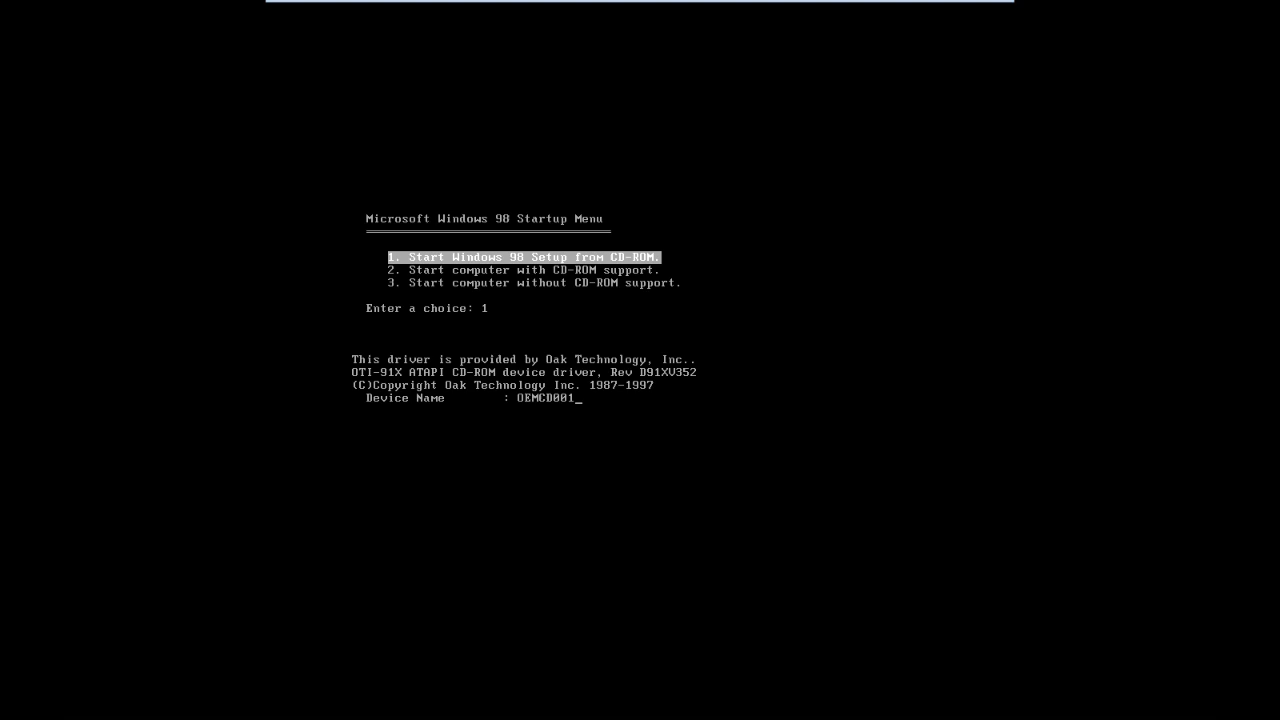 Microsoft Windows 98 Startup Menu
1. Start Windows 98 Setup from CD-ROM.
2. Start computer with CD-ROM support.
3. Start computer without CD-ROM support.
Enter a choice: 1
This driver is provided by Oak Technology, Inc..
OTI-91X ATAPI CD-ROM device driver, Rev D91XV352
(C)Copyright Oak Technology Inc. 1987-1997
Device Name : OEMCD001_